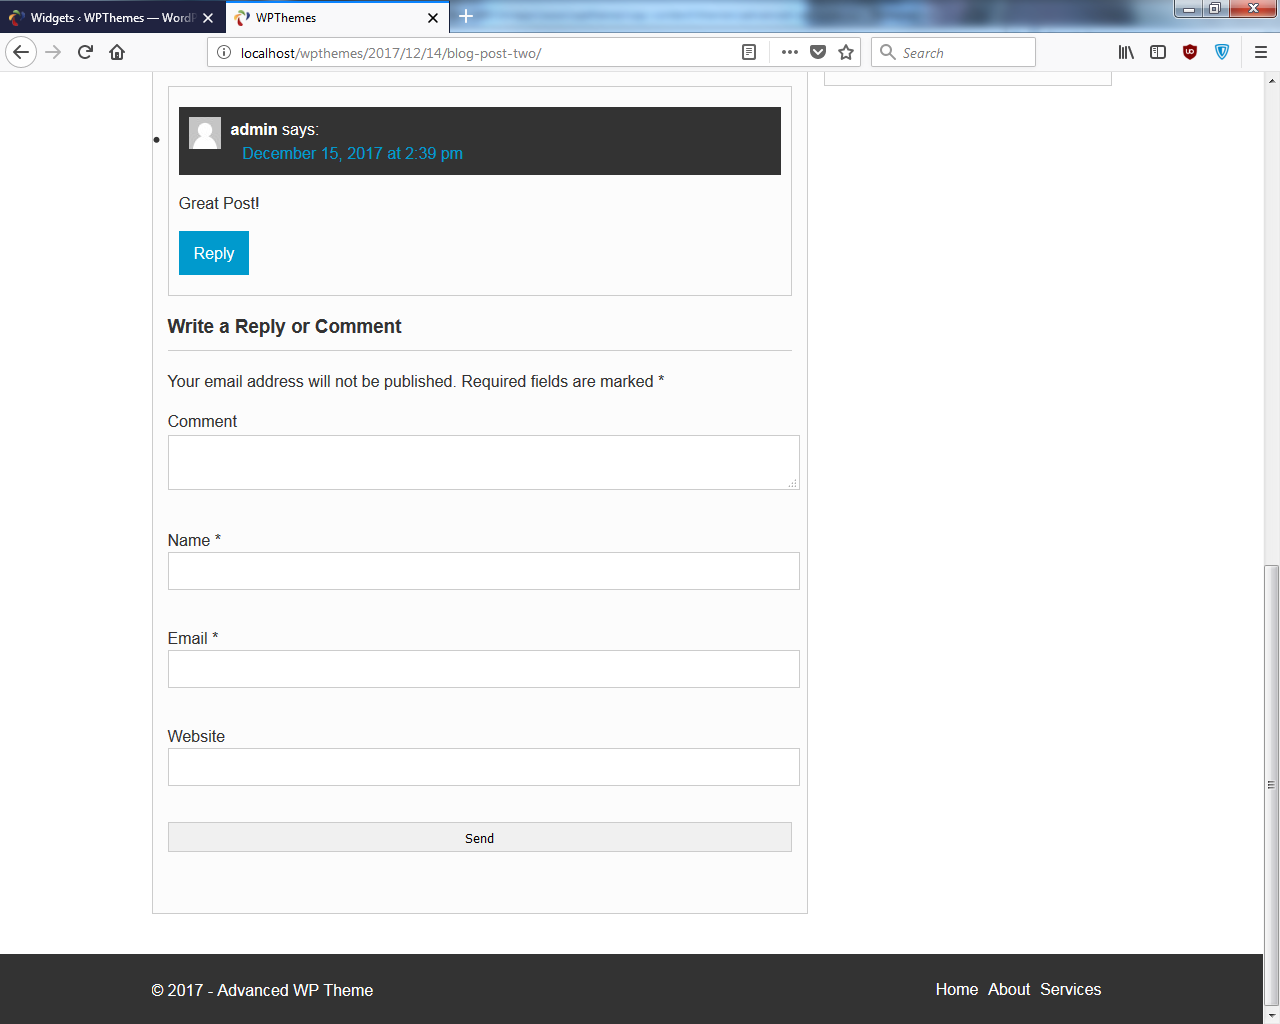 Widgets ‹ WPThemes — WordP
WPThemes
localhost/wpthemes/2017/12/14/blog-post-two/
Search
admin says:
December 15, 2017 at 2:39 pm
Great Post!
Reply
Write a Reply or Comment
Your email address will not be published. Required fields are marked *
Comment
Name *
Email *
Website
Send
© 2017 - Advanced WP Theme
Home About Services